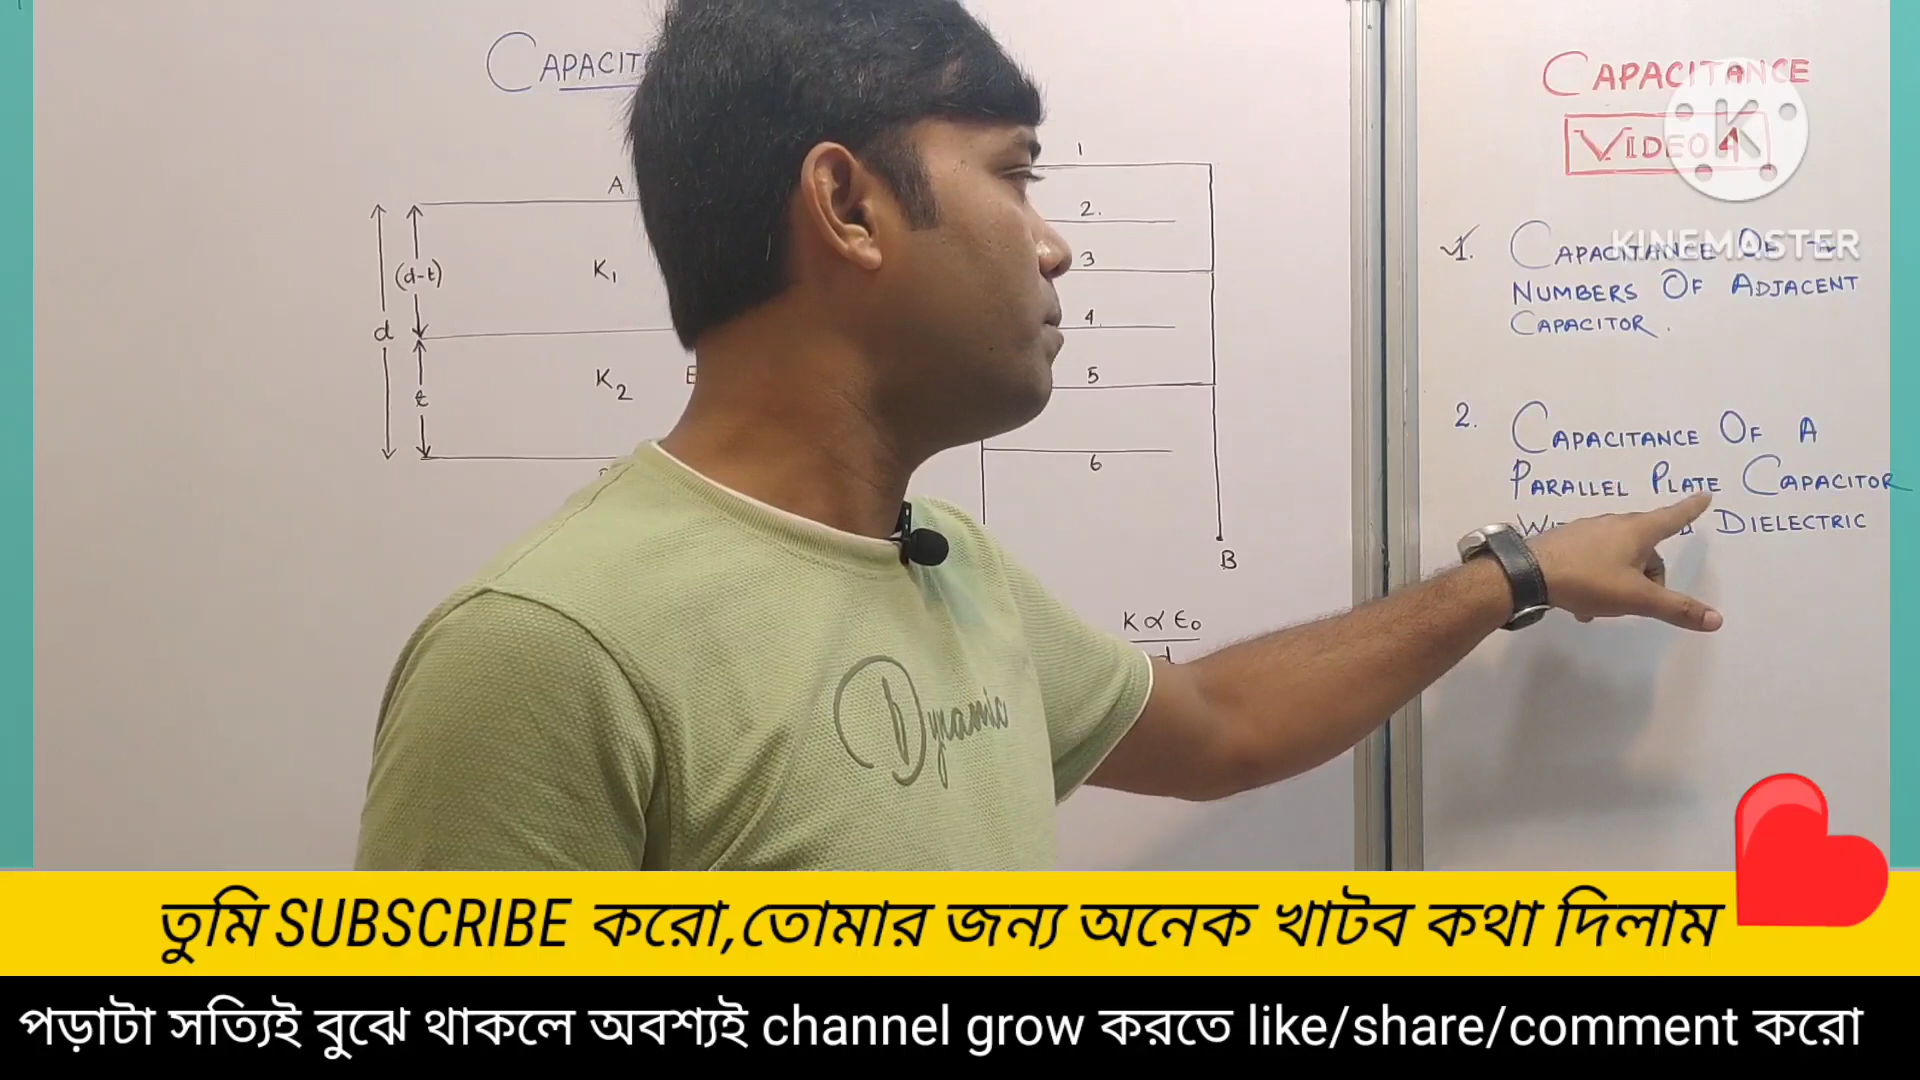 CAPACIT
A
(d-t)
K₁
d
K₂
E
t
1
2.
3
4.
5
6
B
K ∝ ε₀
d
CAPACITANCE
VIDEO 4
K
KINEMASTER
1. CAPACITANCE OF
NUMBERS OF ADJACENT
CAPACITOR.
2. CAPACITANCE OF A
PARALLEL PLATE CAPACITOR
DIELECTRIC
Dynamic
তুমি SUBSCRIBE করো,তোমার জন্য অনেক খাটব কথা দিলাম
পড়াটা সত্যিই বুঝে থাকলে অবশ্যই channel grow করতে like/share/comment করো